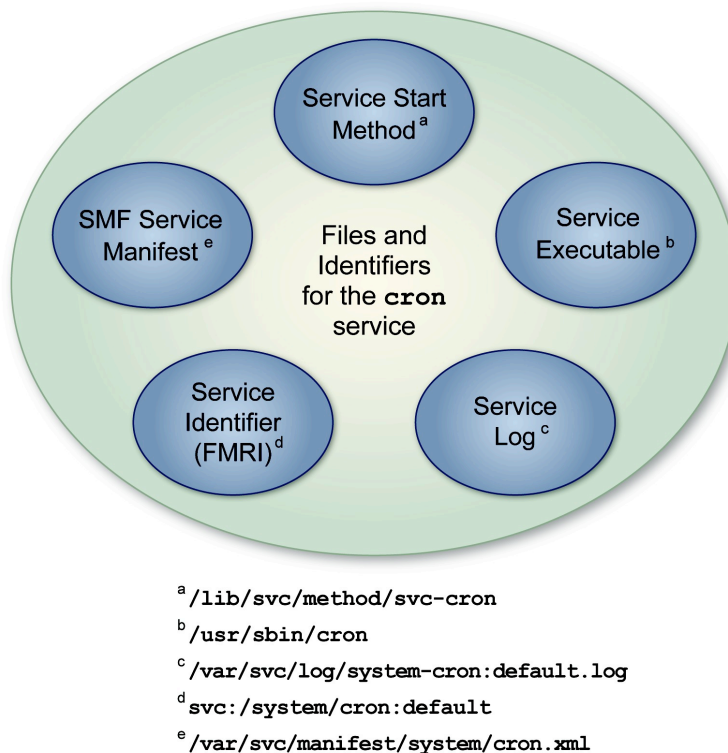 Service Start
Method a
SMF Service
Manifest e
Service
Executable b
Files and
Identifiers
for the cron
service
Service
Identifier
(FMRI) d
Service
Log c
a /lib/svc/method/svc-cron
b /usr/sbin/cron
c /var/svc/log/system-cron:default.log
d svc:/system/cron:default
e /var/svc/manifest/system/cron.xml